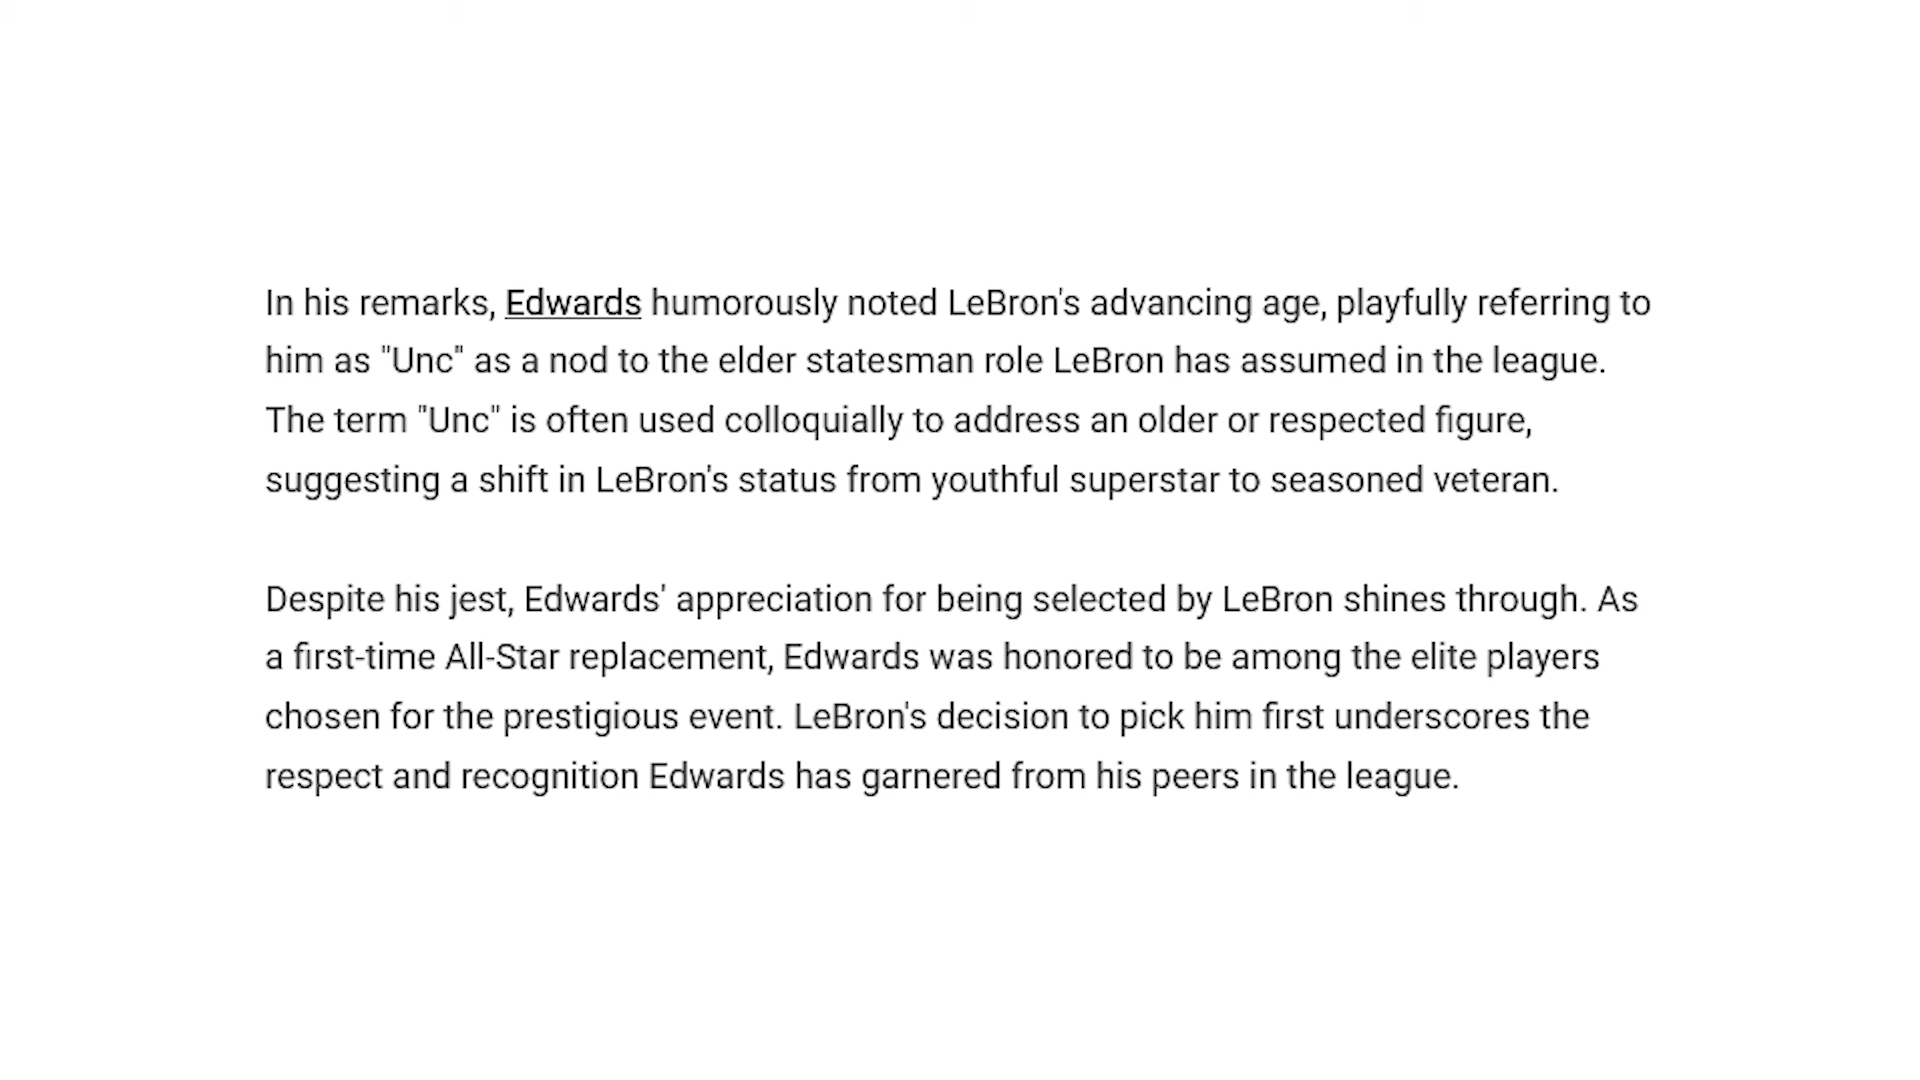 In his remarks, Edwards humorously noted LeBron's advancing age, playfully referring to
him as "Unc" as a nod to the elder statesman role LeBron has assumed in the league.
The term "Unc" is often used colloquially to address an older or respected figure,
suggesting a shift in LeBron's status from youthful superstar to seasoned veteran.
Despite his jest, Edwards' appreciation for being selected by LeBron shines through. As
a first-time All-Star replacement, Edwards was honored to be among the elite players
chosen for the prestigious event. LeBron's decision to pick him first underscores the
respect and recognition Edwards has garnered from his peers in the league.